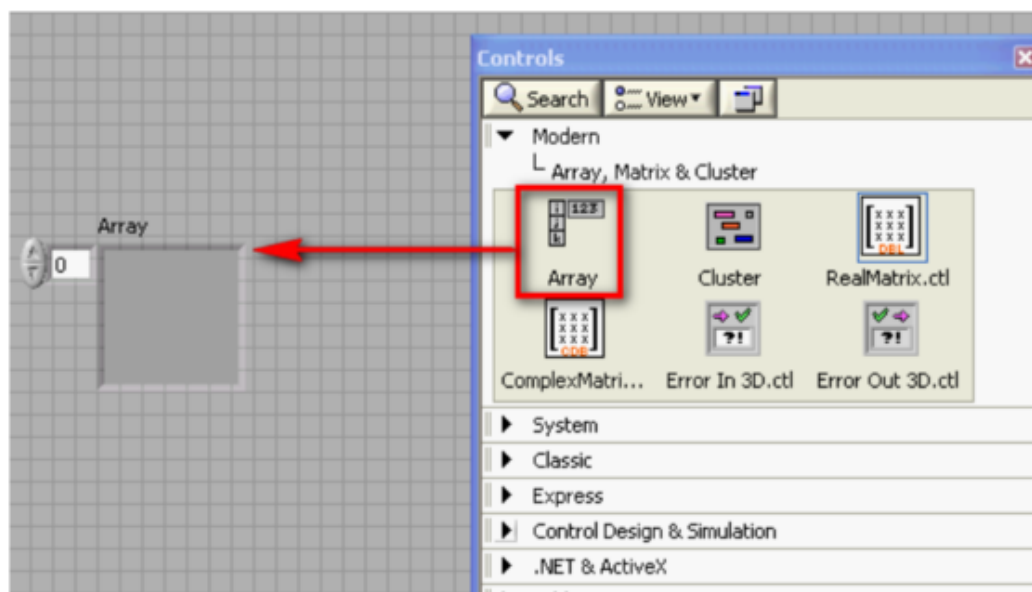 Controls
Search View
Modern
Array, Matrix & Cluster
123
Array Cluster RealMatrix.ctl
ComplexMatri... Error In 3D.ctl Error Out 3D.ctl
Array
0
System
Classic
Express
Control Design & Simulation
.NET & ActiveX